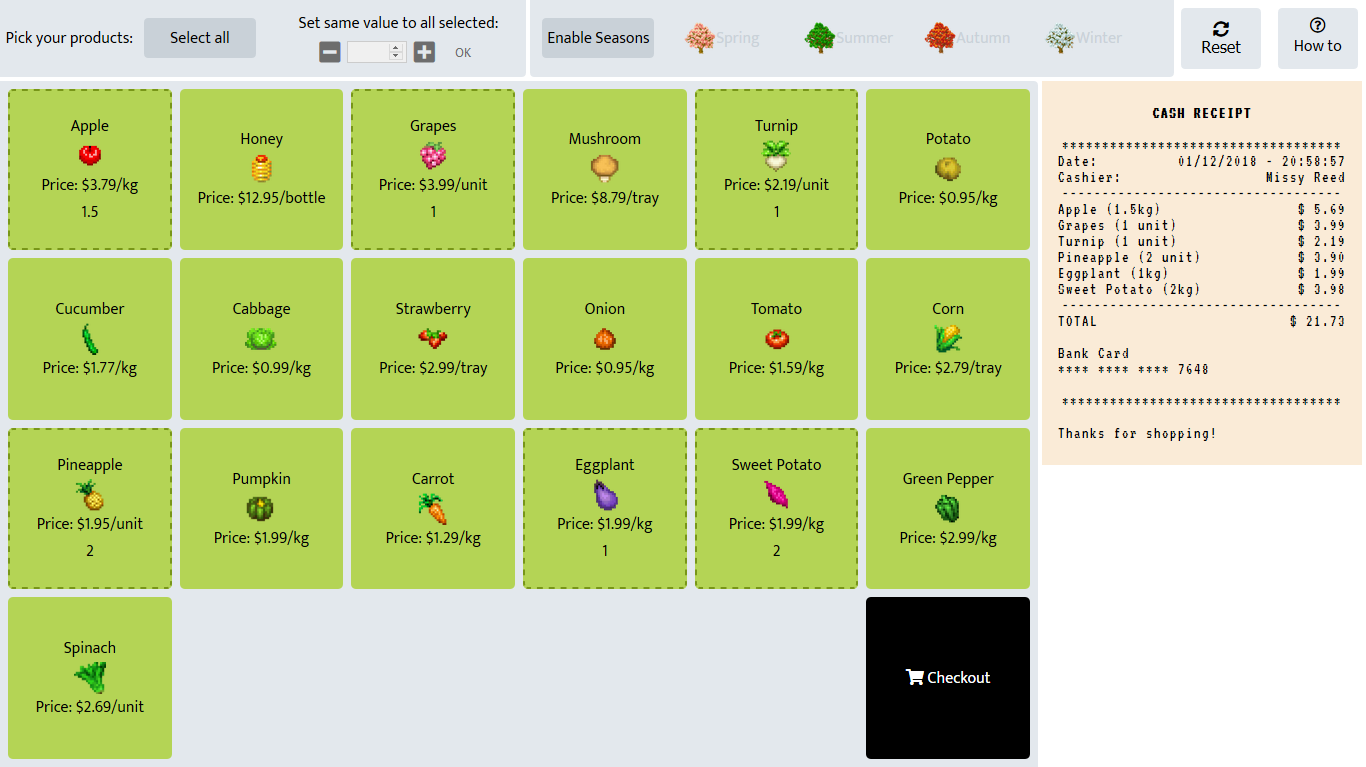 Pick your products:
Select all
Set same value to all selected:
OK
Enable Seasons
Spring
Summer
Autumn
Winter
Reset
How to
Apple
Price: $3.79/kg
1.5
Honey
Price: $12.95/bottle
Grapes
Price: $3.99/unit
1
Mushroom
Price: $8.79/tray
Turnip
Price: $2.19/unit
1
Potato
Price: $0.95/kg
Cucumber
Price: $1.77/kg
Cabbage
Price: $0.99/kg
Strawberry
Price: $2.99/tray
Onion
Price: $0.95/kg
Tomato
Price: $1.59/kg
Corn
Price: $2.79/tray
Pineapple
Price: $1.95/unit
2
Pumpkin
Price: $1.99/kg
Carrot
Price: $1.29/kg
Eggplant
Price: $1.99/kg
1
Sweet Potato
Price: $1.99/kg
2
Green Pepper
Price: $2.99/kg
Spinach
Price: $2.69/unit
Checkout
CASH RECEIPT
***********************************
Date: 01/12/2018 - 20:58:57
Cashier: Missy Reed
-----------------------------------
Apple (1.5kg) $ 5.69
Grapes (1 unit) $ 3.99
Turnip (1 unit) $ 2.19
Pineapple (2 unit) $ 3.90
Eggplant (1kg) $ 1.99
Sweet Potato (2kg) $ 3.98
-----------------------------------
TOTAL $ 21.73
Bank Card
**** **** **** 7648
***********************************
Thanks for shopping!